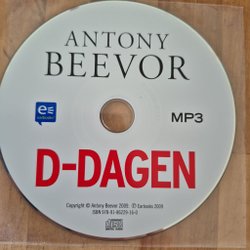 ANTONY
BEEVOR
MP3
D-DAGEN
Copyright © Antony Beevor 2009. ℗ Earbooks 2009